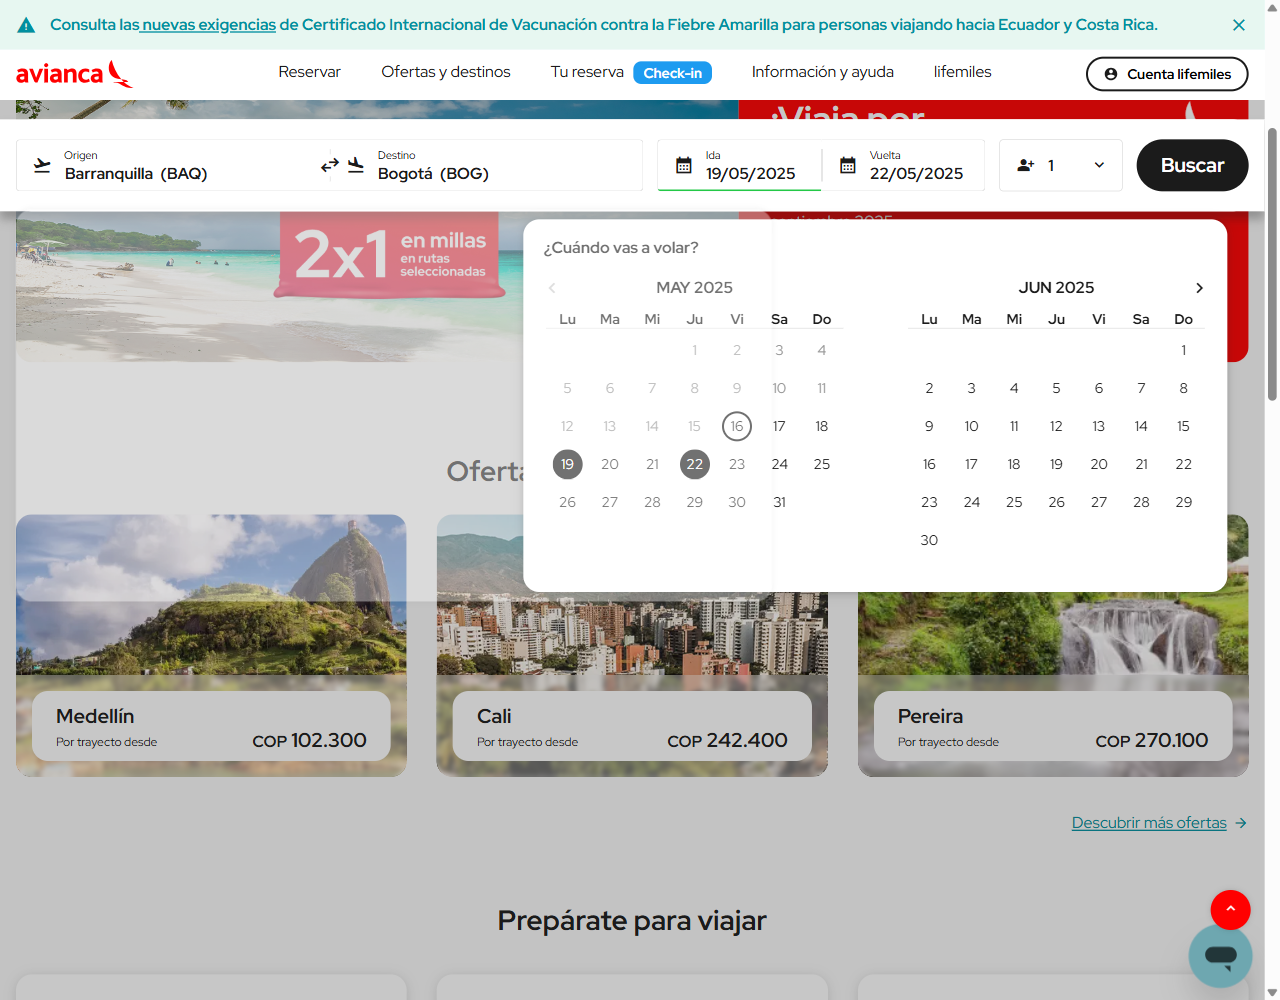 Consulta las nuevas exigencias de Certificado Internacional de Vacunación contra la Fiebre Amarilla para personas viajando hacia Ecuador y Costa Rica.
avianca
Reservar
Ofertas y destinos
Tu reserva
Check-in
Información y ayuda
lifemiles
Cuenta lifemiles
¡Viaja por
Origen
Barranquilla (BAQ)
Destino
Bogotá (BOG)
Ida
19/05/2025
Vuelta
22/05/2025
1
Buscar
septiembre 2025
2x1 en millas
en rutas
seleccionadas
¿Cuándo vas a volar?
MAY 2025
Lu Ma Mi Ju Vi Sa Do
1 2 3 4
5 6 7 8 9 10 11
12 13 14 15 16 17 18
19 20 21 22 23 24 25
26 27 28 29 30 31
JUN 2025
Lu Ma Mi Ju Vi Sa Do
1
2 3 4 5 6 7 8
9 10 11 12 13 14 15
16 17 18 19 20 21 22
23 24 25 26 27 28 29
30
Oferta
Medellín
Por trayecto desde
COP 102.300
Cali
Por trayecto desde
COP 242.400
Pereira
Por trayecto desde
COP 270.100
Descubrir más ofertas
Prepárate para viajar